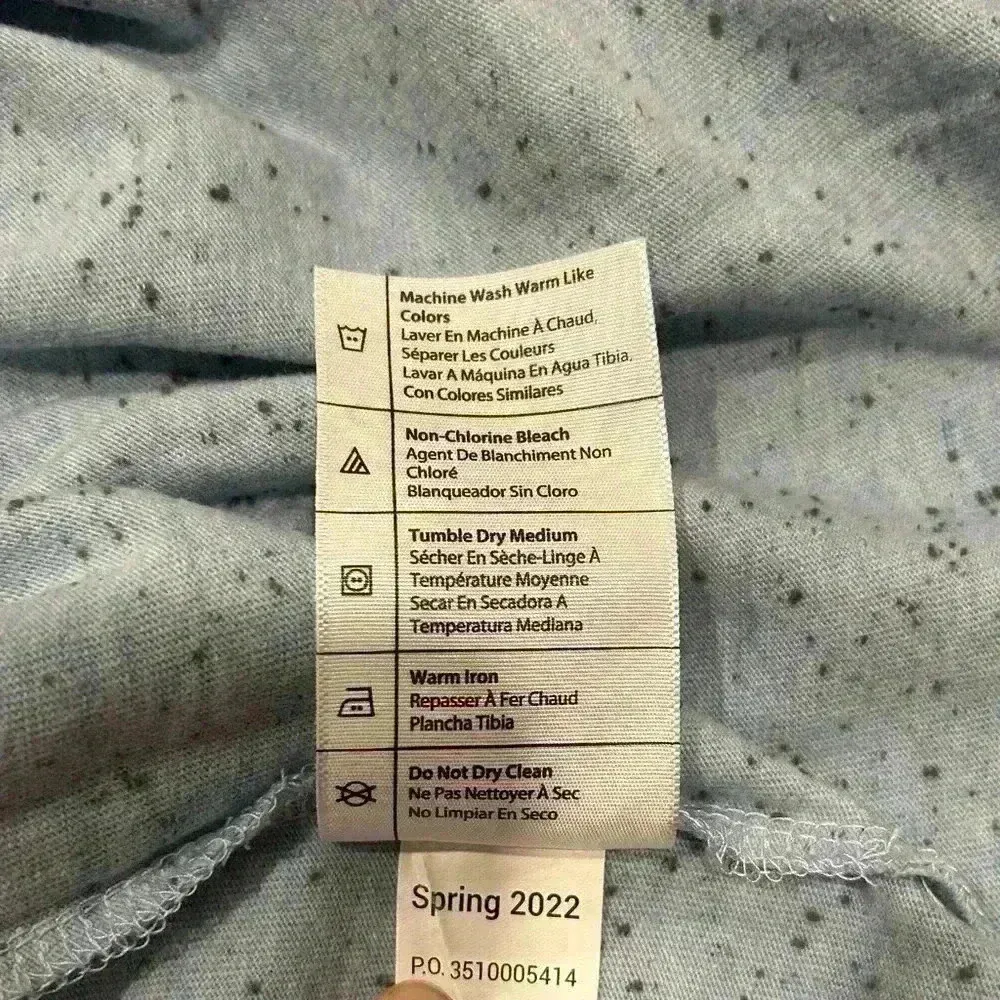 Machine Wash Warm Like
Colors
Laver En Machine À Chaud,
Séparer Les Couleurs
Lavar A Máquina En Agua Tibia,
Con Colores Similares
Non-Chlorine Bleach
Agent De Blanchiment Non
Chloré
Blanqueador Sin Cloro
Tumble Dry Medium
Sécher En Sèche-Linge À
Température Moyenne
Secar En Secadora A
Temperatura Mediana
Warm Iron
Repasser À Fer Chaud
Plancha Tibia
Do Not Dry Clean
Ne Pas Nettoyer À Sec
No Limpiar En Seco
Spring 2022
P.O. 3510005414